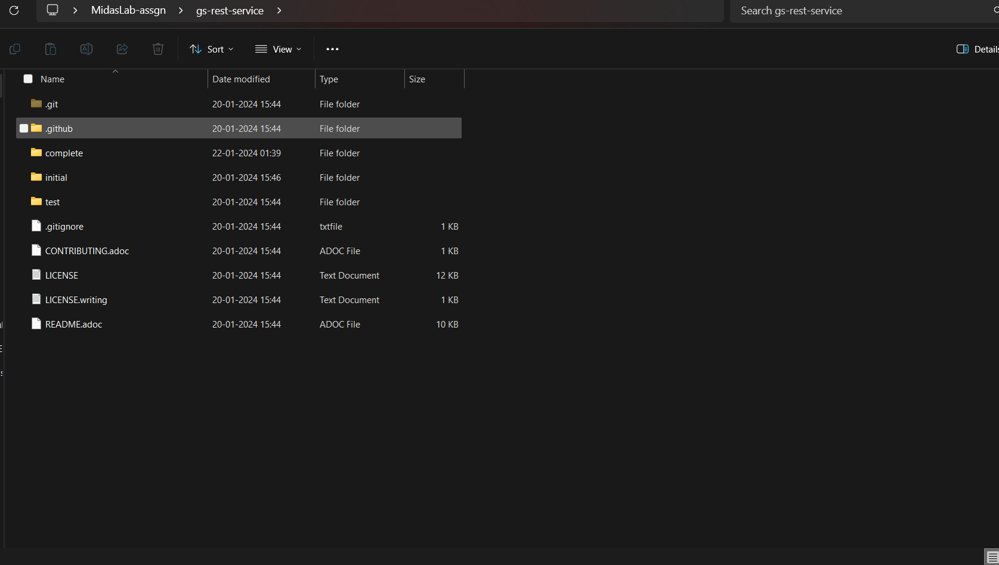 MidasLab-assgn > gs-rest-service >
Search gs-rest-service
Sort
View
Name
Date modified
Type
Size
.git 20-01-2024 15:44 File folder
.github 20-01-2024 15:44 File folder
complete 22-01-2024 01:39 File folder
initial 20-01-2024 15:46 File folder
test 20-01-2024 15:44 File folder
.gitignore 20-01-2024 15:44 txtfile 1 KB
CONTRIBUTING.adoc 20-01-2024 15:44 ADOC File 1 KB
LICENSE 20-01-2024 15:44 Text Document 12 KB
LICENSE.writing 20-01-2024 15:44 Text Document 1 KB
README.adoc 20-01-2024 15:44 ADOC File 10 KB